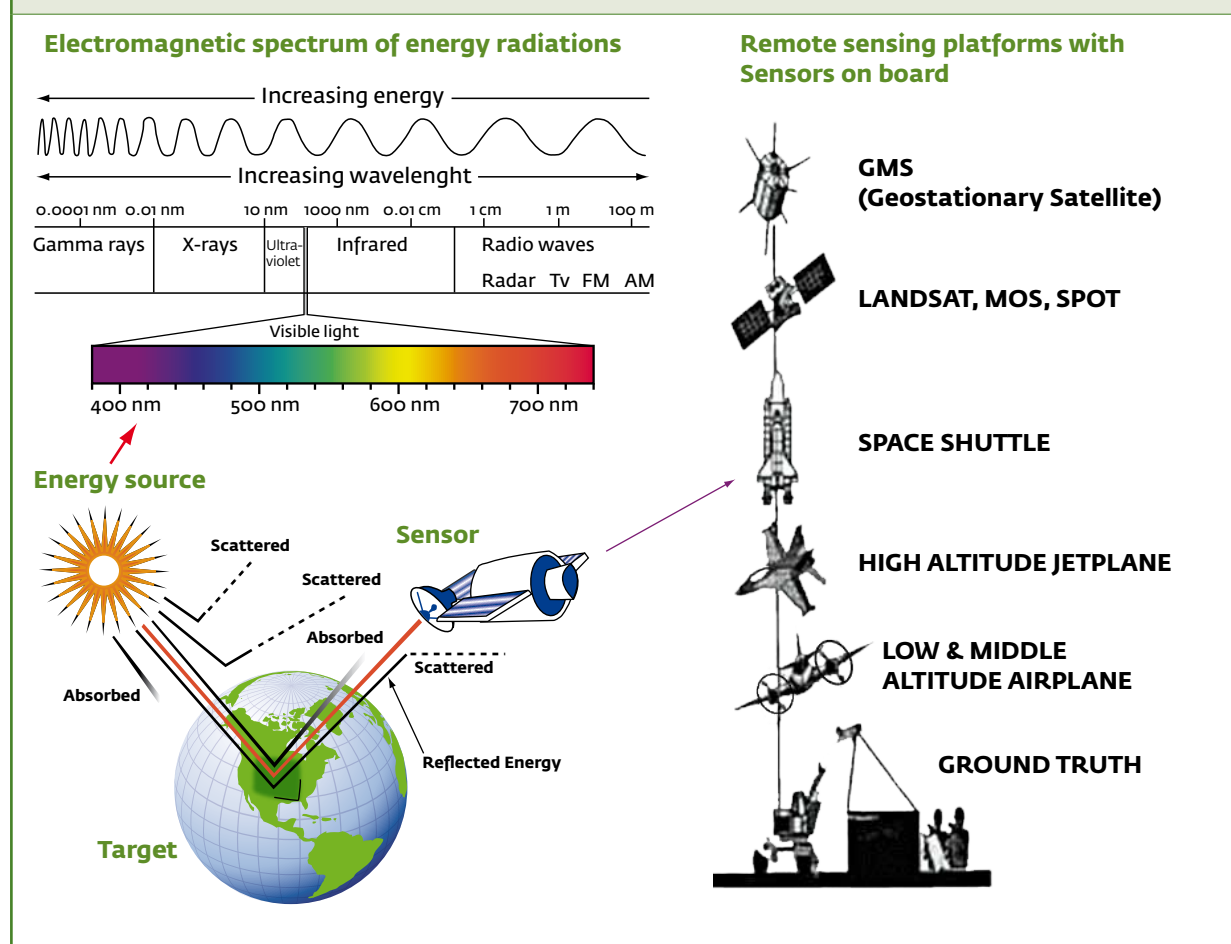 Electromagnetic spectrum of energy radiations
Increasing energy
Increasing wavelenght
0.0001 nm 0.01 nm 10 nm 1000 nm 0.01 cm 1 cm 1 m 100 m
Gamma rays X-rays Ultra-
violet Infrared Radio waves
Radar Tv FM AM
Visible light
400 nm 500 nm 600 nm 700 nm
Energy source
Scattered
Sensor
Scattered
Absorbed
Scattered
Absorbed
Reflected Energy
Target
Remote sensing platforms with
Sensors on board
GMS
(Geostationary Satellite)
LANDSAT, MOS, SPOT
SPACE SHUTTLE
HIGH ALTITUDE JETPLANE
LOW & MIDDLE
ALTITUDE AIRPLANE
GROUND TRUTH